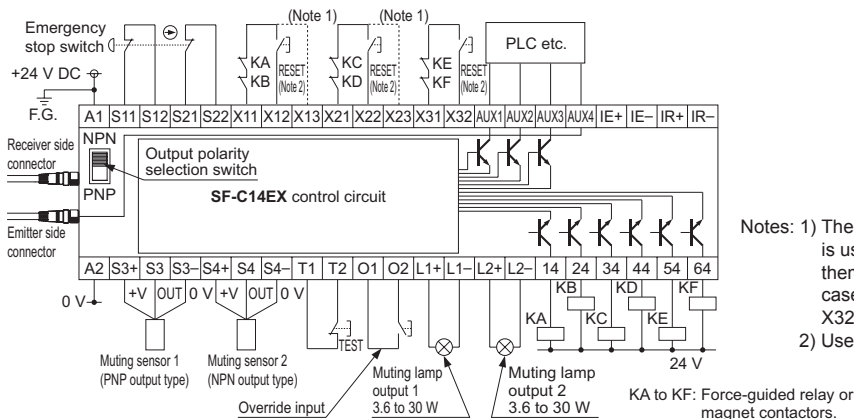 Emergency
stop switch
(Note 1) (Note 1)
+24 V DC
F.G.
KA
KB
RESET
(Note 2)
KC
KD
RESET
(Note 2)
KE
KF
RESET
(Note 2)
PLC etc.
A1 S11 S12 S21 S22 X11 X12 X13 X21 X22 X23 X31 X32 AUX1 AUX2 AUX3 AUX4 IE+ IE– IR+ IR–
Receiver side
connector
NPN
PNP
Output polarity
selection switch
SF-C14EX control circuit
Emitter side
connector
A2 S3+ S3 S3– S4+ S4 S4– T1 T2 O1 O2 L1+ L1– L2+ L2– 14 24 34 44 54 64
0 V
+V OUT 0 V +V OUT 0 V
TEST
KA KB KC KD KE KF
24 V
Muting sensor 1
(PNP output type)
Muting sensor 2
(NPN output type)
Override input
Muting lamp
output 1
3.6 to 30 W
Muting lamp
output 2
3.6 to 30 W
Notes: 1) The
is us
then
case
X32
2) Use
KA to KF: Force-guided relay or
magnet contactors.